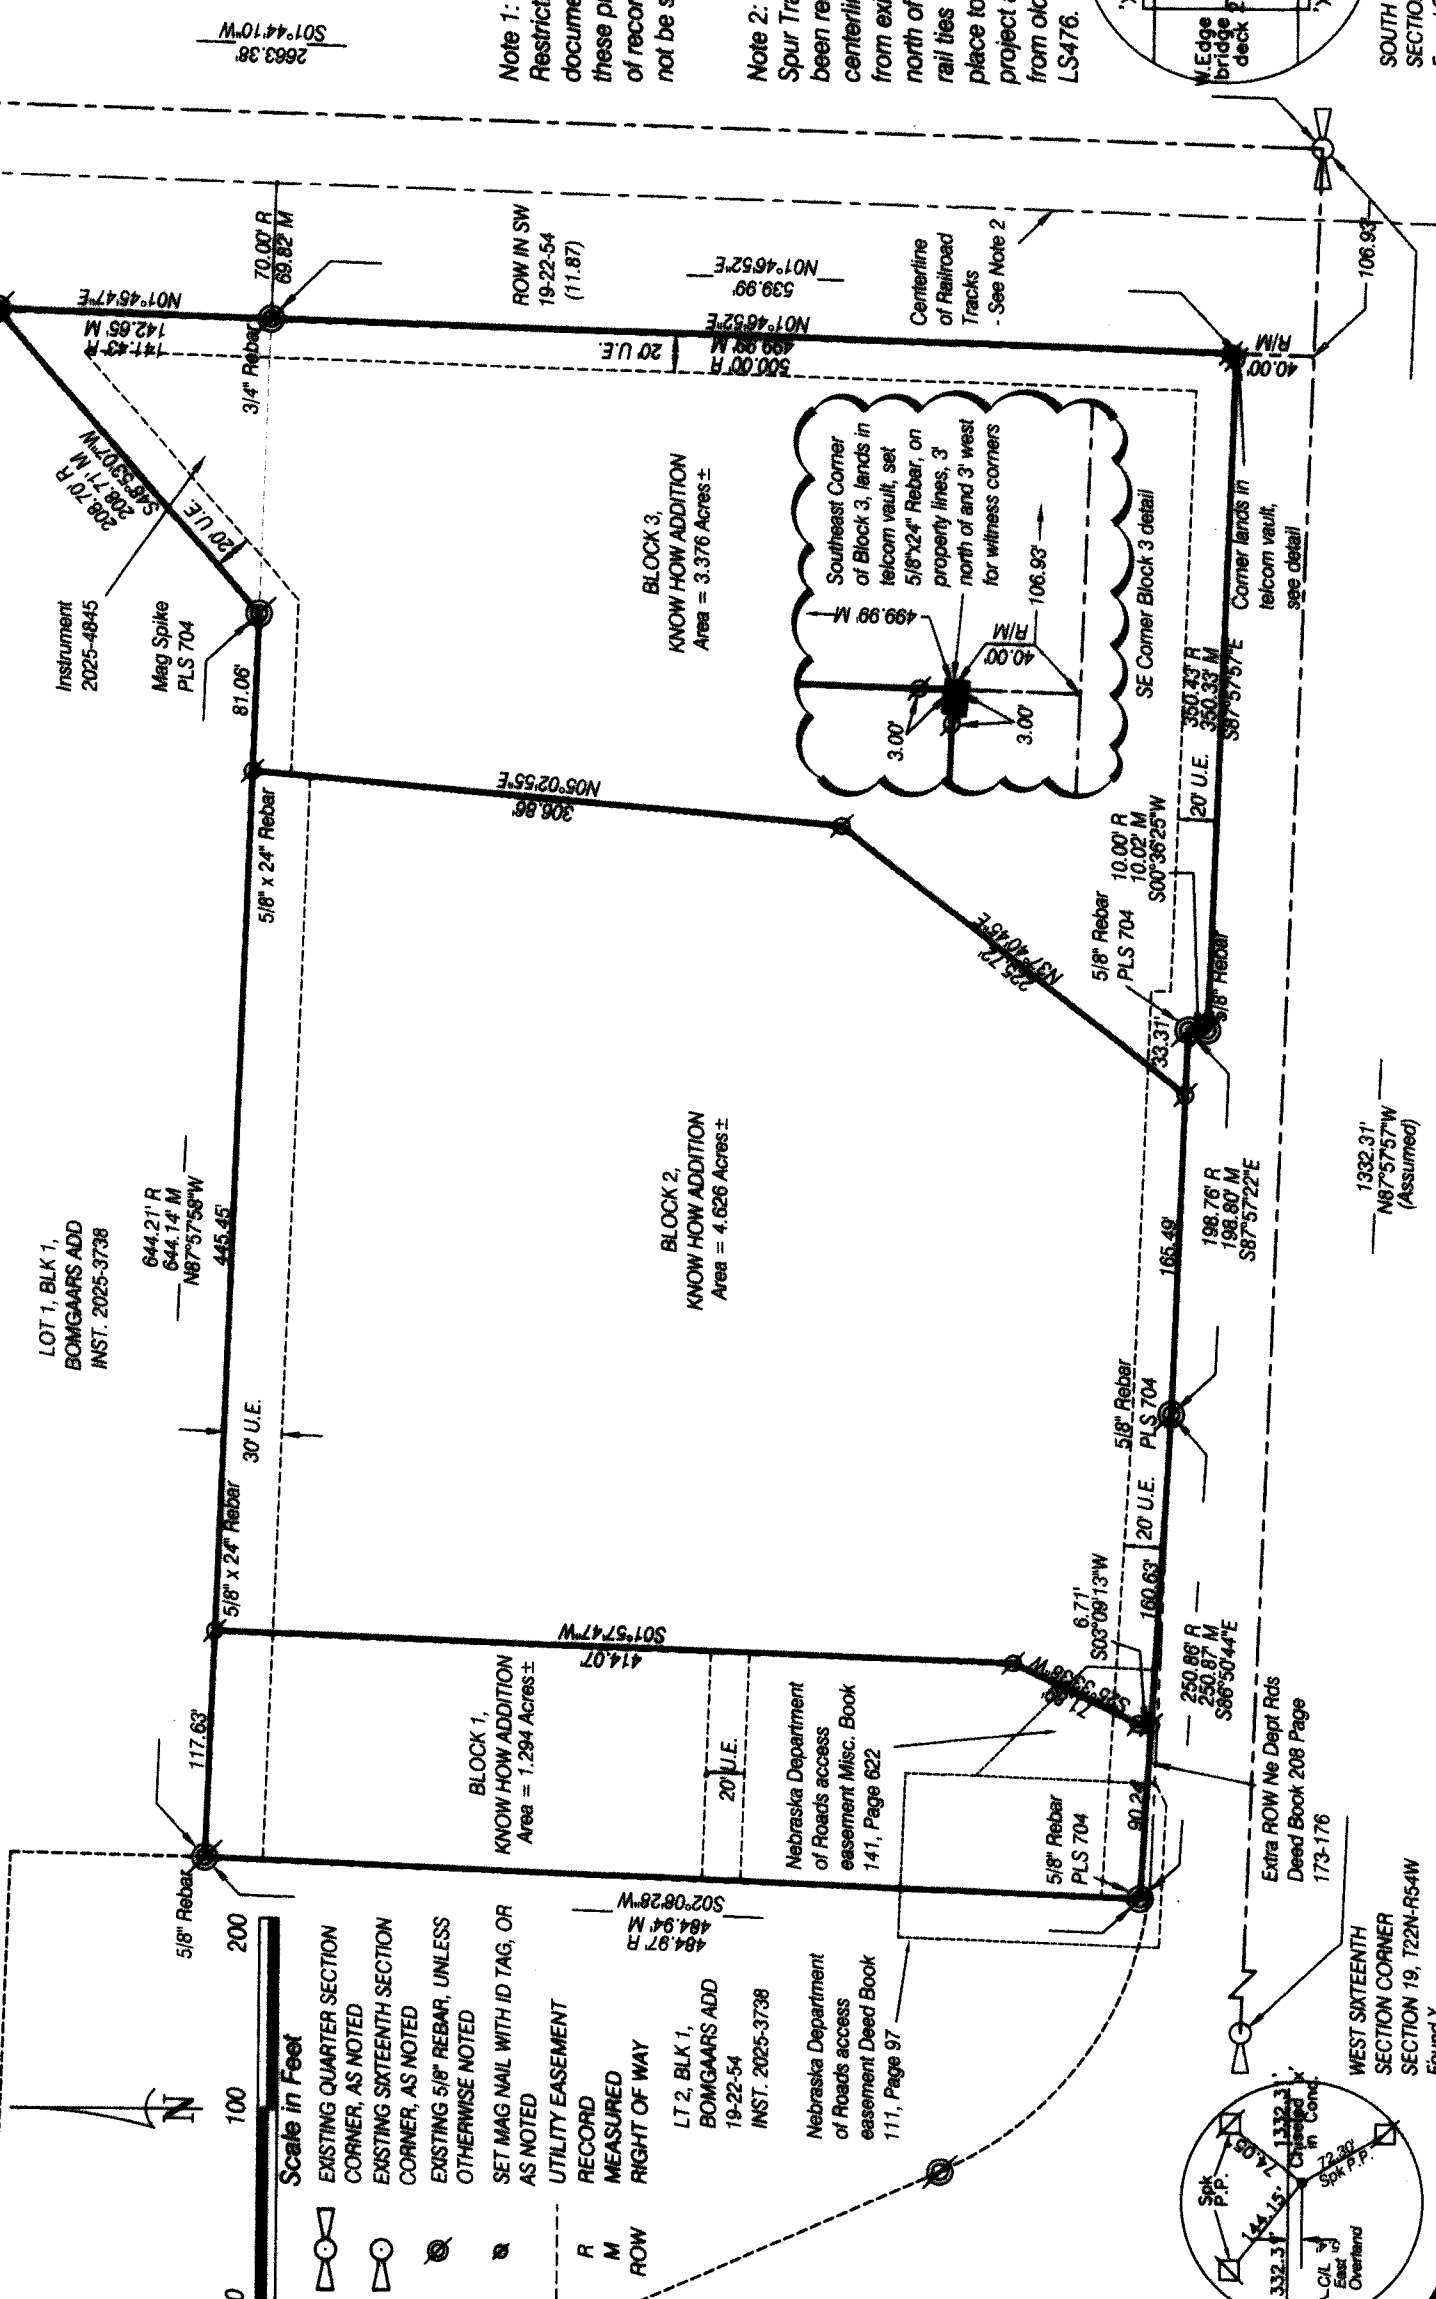 2663.38'
S01°44'10"W
Note 1:
Restrict
docume
these p
of recor
not be s
Note 2:
Spur Tra
been re
centerlin
from exi
north of
rail ties
place to
project a
from old
LS476.
W.Edge
bridge
deck
SOUTH
SECTION
70.00' R
69.82' M
ROW IN SW
19-22-54
(11.87)
539.99'
N01°46'52"E
Centerline
of Railroad
Tracks
- See Note 2
106.93'
N01°45'47"E
142.65' M
141.43' R
3/4" Rebar
20' U.E.
N01°46'52"E
499.99' M
500.00' R
40.00'
R/M
208.70' R
208.71' M
S48°53'07"W
20' U.E.
Instrument
2025-4845
Mag Spike
PLS 704
81.06'
BLOCK 3,
KNOW HOW ADDITION
Area = 3.376 Acres±
Southeast Corner
of Block 3, lands in
telcom vault, set
5/8"x24" Rebar, on
property lines, 3'
north of and 3' west
for witness corners
499.99' M
40.00'
R/M
106.93'
3.00'
3.00'
SE Corner Block 3 detail
Corner lands in
telcom vault,
see detail
350.43' R
350.33' M
S87°57'57"E
20' U.E.
5/8" x 24" Rebar
306.86'
N05°02'55"E
225.72'
N37°40'45"E
10.00' R
10.02' M
S00°36'25"W
5/8" Rebar
PLS 704
5/8" Rebar
33.31'
LOT 1, BLK 1,
BOMGAARS ADD
INST. 2025-3738
644.21' R
644.14' M
N87°57'58"W
445.45'
30' U.E.
5/8" x 24" Rebar
BLOCK 2,
KNOW HOW ADDITION
Area = 4.626 Acres±
165.49'
198.76' R
198.80' M
S87°57'22"E
1332.31'
N87°57'57"W
(Assumed)
5/8" Rebar
PLS 704
20' U.E.
160.63'
6.71'
S03°09'13"W
250.86' R
250.87' M
S86°50'44"E
414.07'
S01°57'47"W
117.63'
BLOCK 1,
KNOW HOW ADDITION
Area = 1.294 Acres±
20' U.E.
Nebraska Department
of Roads access
easement Misc. Book
141, Page 622
5/8" Rebar
PLS 704
90.24'
Extra ROW Ne Dept Rds
Deed Book 208 Page
173-176
5/8" Rebar
484.97' R
484.94' M
S02°08'28"W
LT 2, BLK 1,
BOMGAARS ADD
19-22-54
INST. 2025-3738
Nebraska Department
of Roads access
easement Deed Book
111, Page 97
WEST SIXTEENTH
SECTION CORNER
SECTION 19, T22N-R54W
N
0 100 200
Scale in Feet
EXISTING QUARTER SECTION
CORNER, AS NOTED
EXISTING SIXTEENTH SECTION
CORNER, AS NOTED
EXISTING 5/8" REBAR, UNLESS
OTHERWISE NOTED
SET MAG NAIL WITH ID TAG, OR
AS NOTED
UTILITY EASEMENT
R RECORD
M MEASURED
ROW RIGHT OF WAY
Spk
P.P.
74.05'
1332.31'
Chiseled 'x'
in Conc.
72.30'
Spk P.P.
144.15'
332.31'
C/L
East
Overland